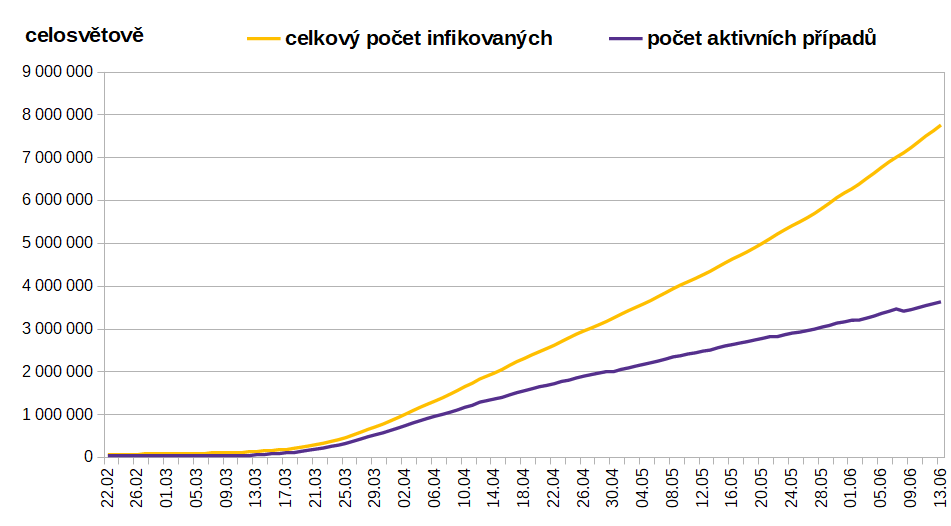 celosvětově
celkový počet infikovaných
počet aktivních případů
9 000 000
8 000 000
7 000 000
6 000 000
5 000 000
4 000 000
3 000 000
2 000 000
1 000 000
0
22.02
26.02
01.03
05.03
09.03
13.03
17.03
21.03
25.03
29.03
02.04
06.04
10.04
14.04
18.04
22.04
26.04
30.04
04.05
08.05
12.05
16.05
20.05
24.05
28.05
01.06
05.06
09.06
13.06